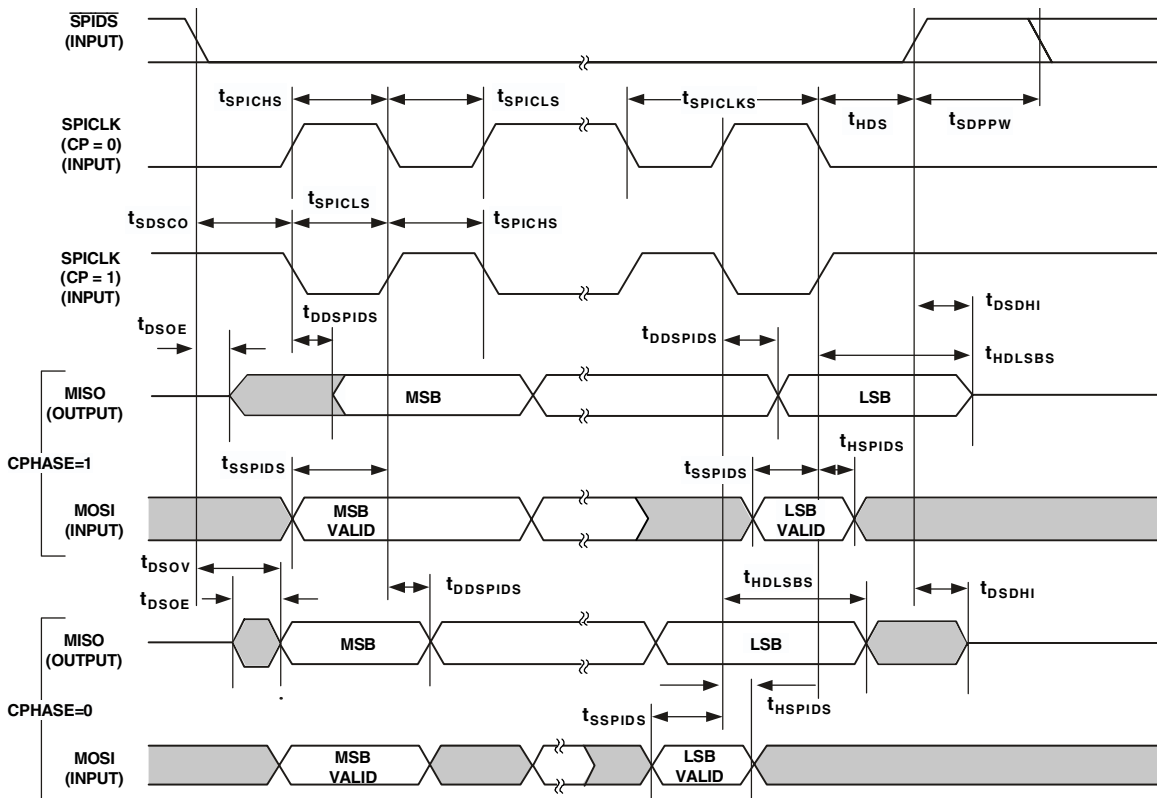 SPIDS
(INPUT)
tSPICHS
tSPICLS
tSPICLKS
tHDS
tSDPPW
SPICLK
(CP = 0)
(INPUT)
tSDSCO
tSPICLS
tSPICHS
SPICLK
(CP = 1)
(INPUT)
tDSOE
tDDSPIDS
tDDSPIDS
tDSDHI
tHDLSBS
MISO
(OUTPUT)
MSB
LSB
CPHASE=1
tSSPIDS
tSSPIDS
tHSPIDS
MOSI
(INPUT)
MSB
VALID
LSB
VALID
tDSOV
tDSOE
tDDSPIDS
tHDLSBS
tDSDHI
MISO
(OUTPUT)
MSB
LSB
CPHASE=0
tSSPIDS
tHSPIDS
MOSI
(INPUT)
MSB
VALID
LSB
VALID